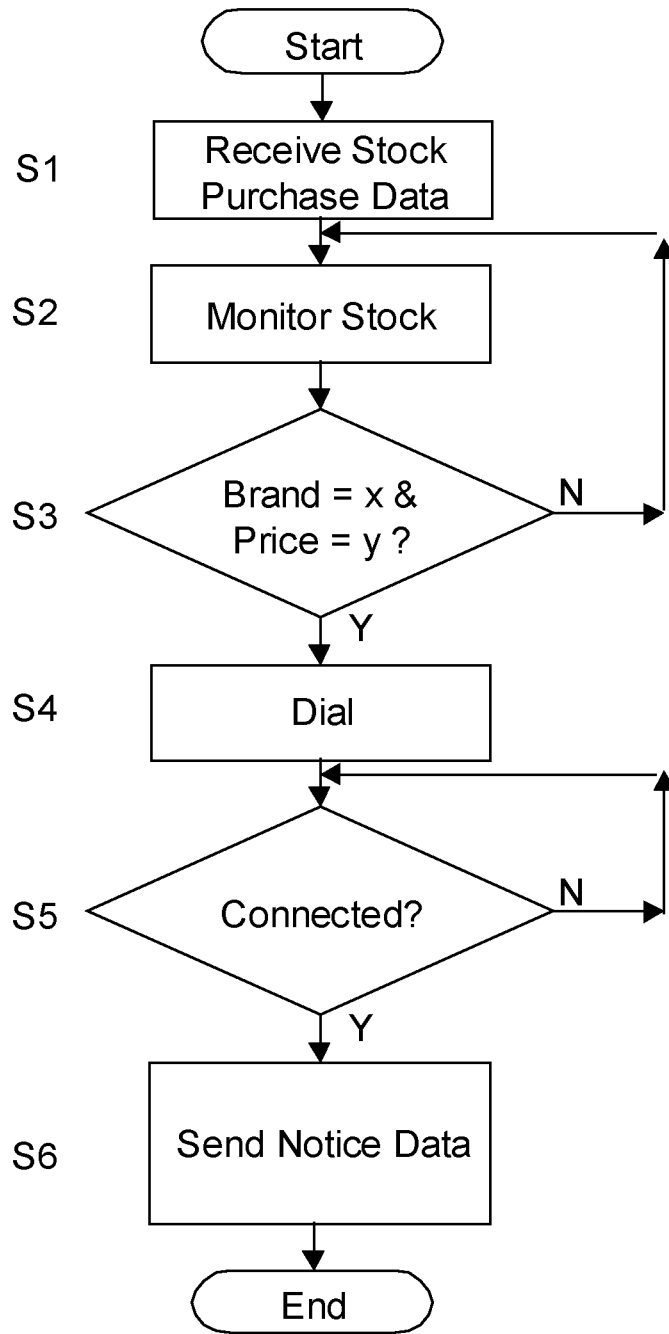 Start
S1
Receive Stock
Purchase Data
S2
Monitor Stock
S3
Brand = x &
Price = y ?
N
Y
S4
Dial
S5
Connected?
N
Y
S6
Send Notice Data
End